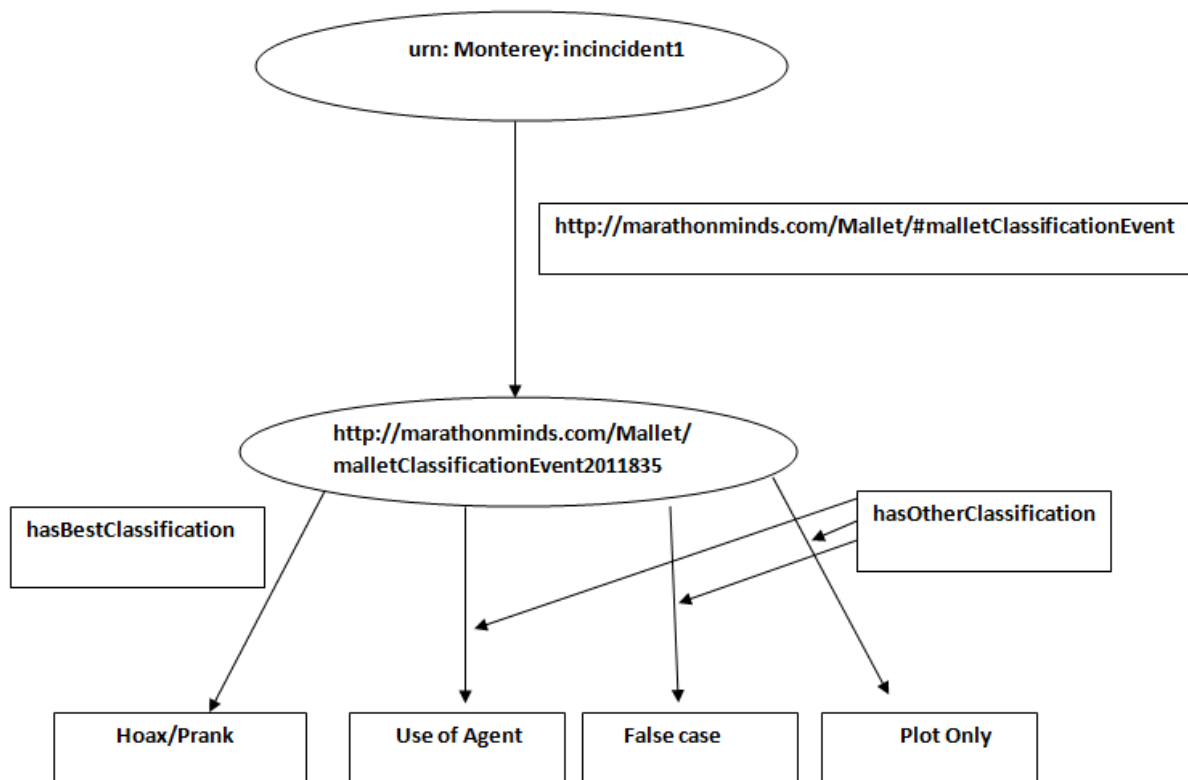 urn: Monterey: incincident1
http://marathonminds.com/Mallet/#malletClassificationEvent
http://marathonminds.com/Mallet/
malletClassificationEvent2011835
hasBestClassification
hasOtherClassification
Hoax/Prank
Use of Agent
False case
Plot Only